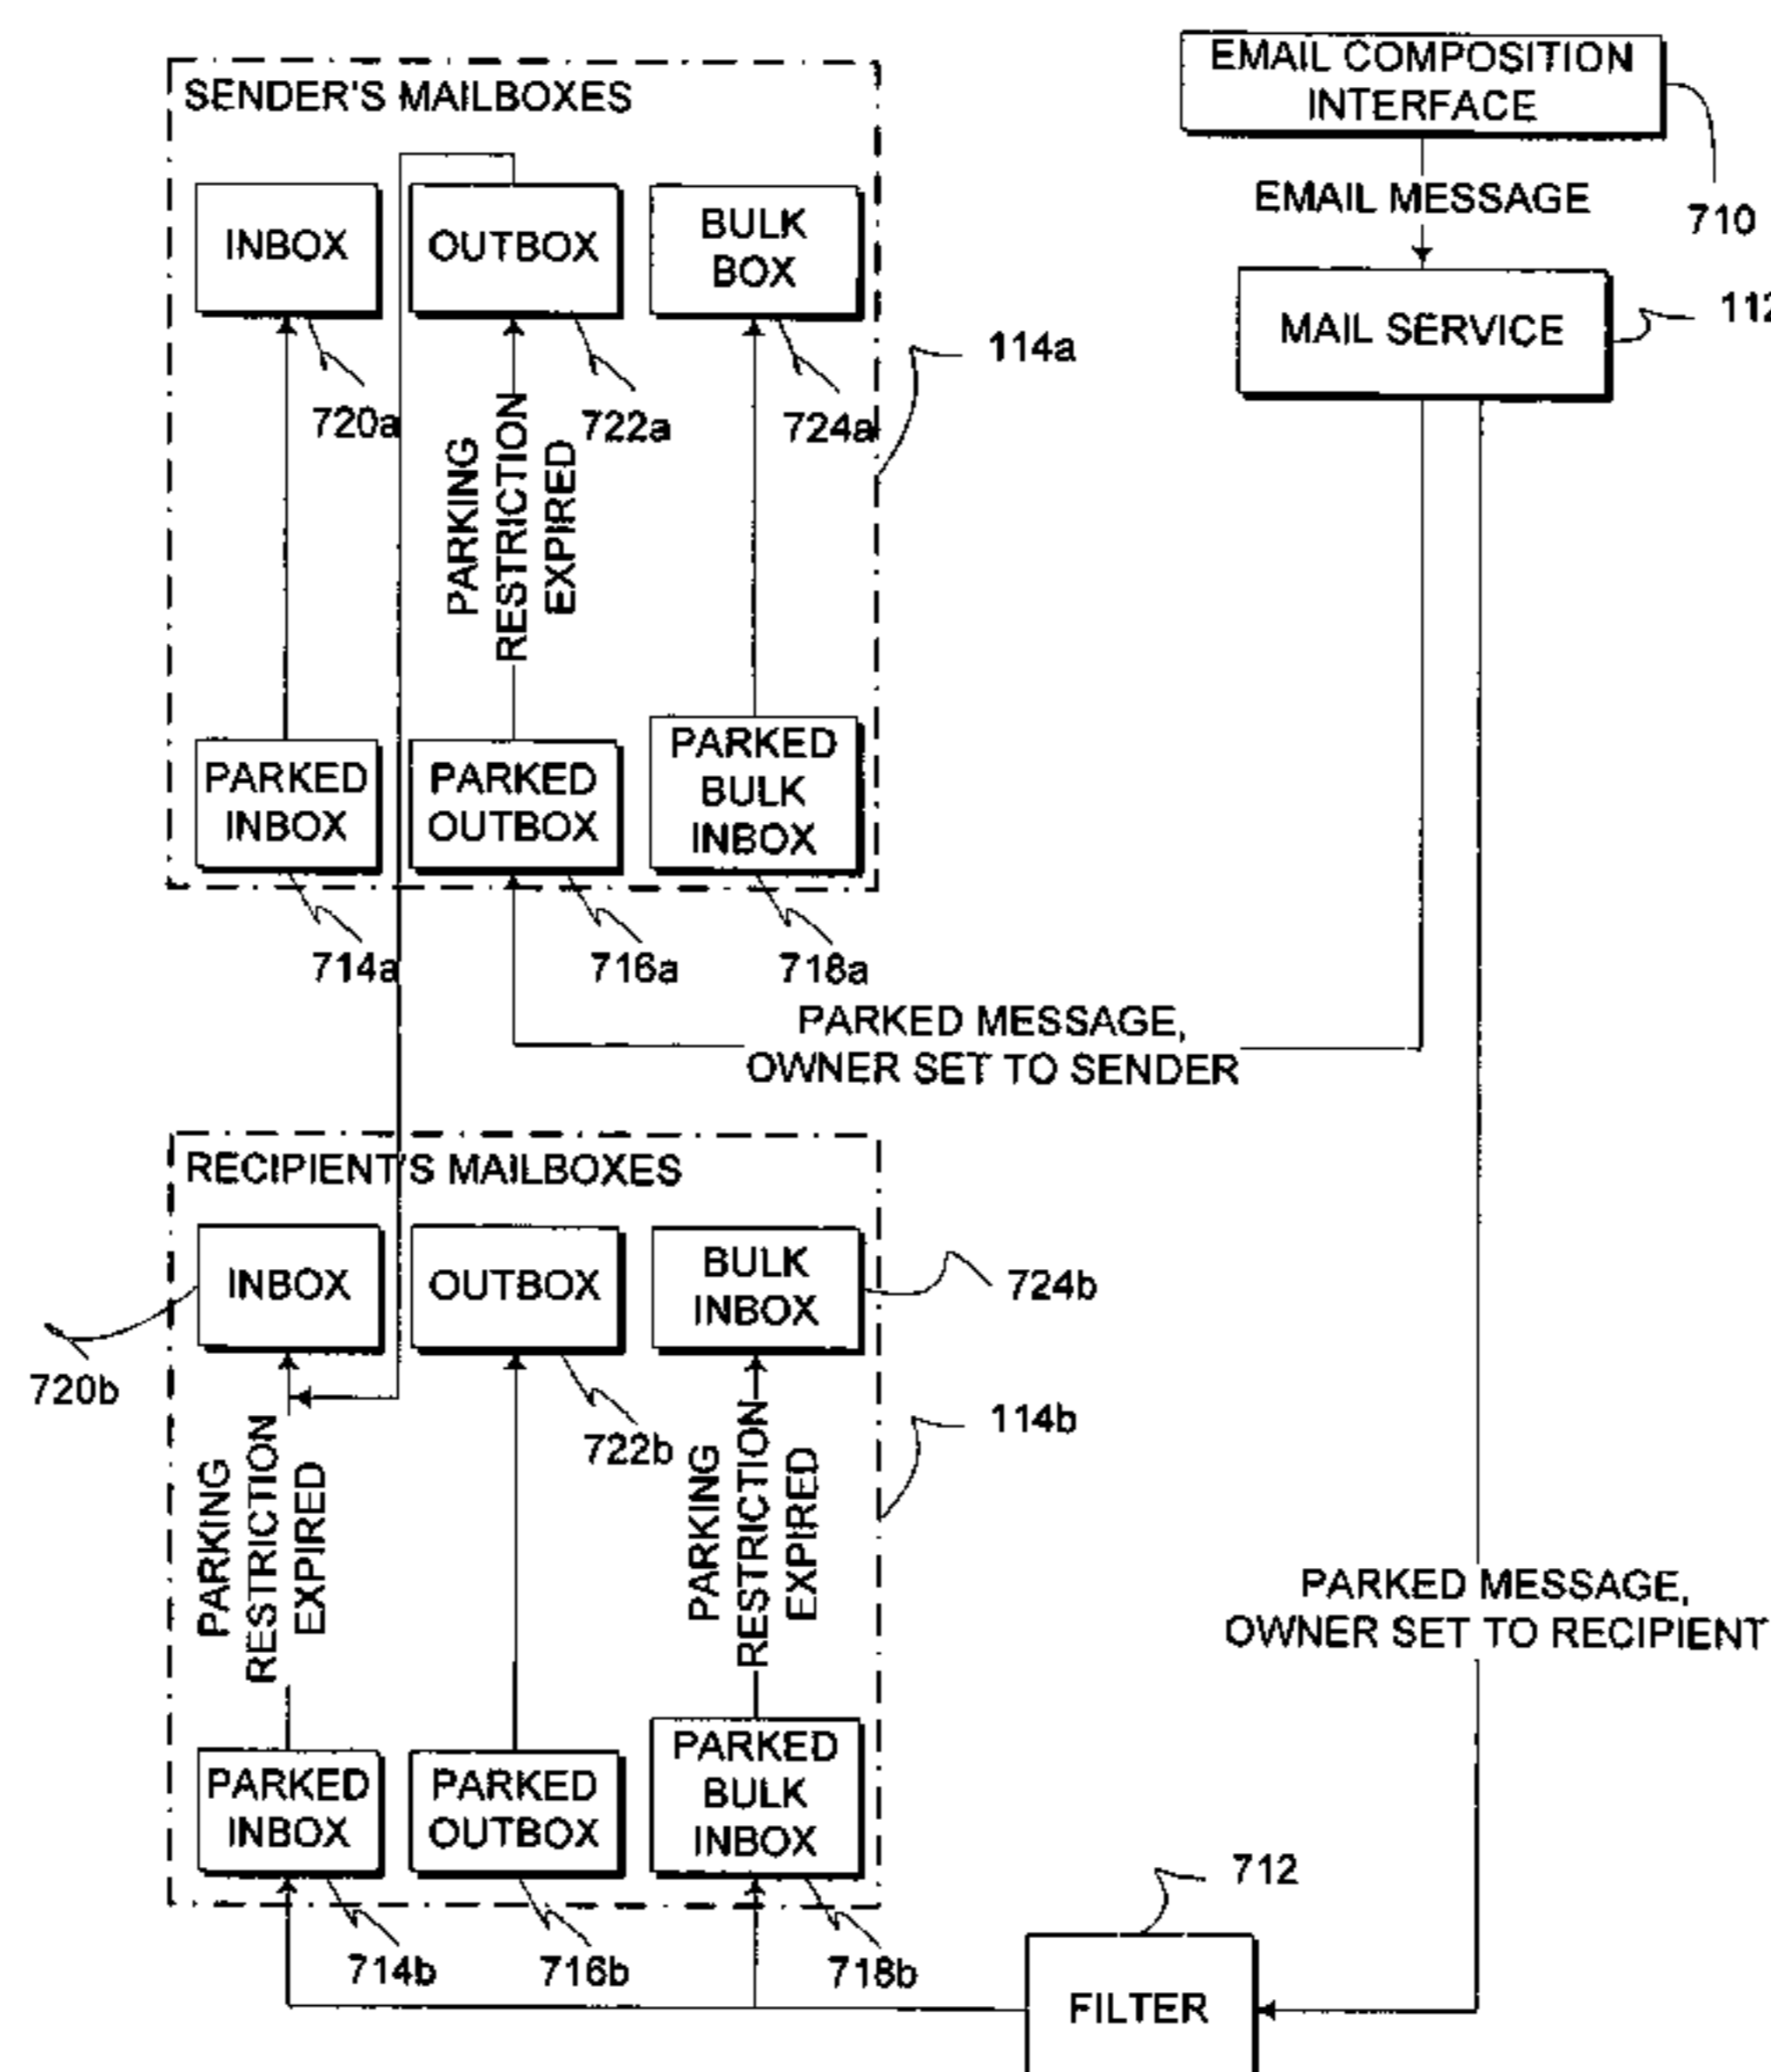 EMAIL COMPOSITION
INTERFACE
710
EMAIL MESSAGE
MAIL SERVICE
112
SENDER'S MAILBOXES
INBOX
OUTBOX
BULK
BOX
720a
722a
724a
114a
PARKING
RESTRICTION
EXPIRED
PARKED
INBOX
PARKED
OUTBOX
PARKED
BULK
INBOX
714a
716a
718a
PARKED MESSAGE,
OWNER SET TO SENDER
RECIPIENT'S MAILBOXES
INBOX
OUTBOX
BULK
INBOX
720b
722b
724b
114b
PARKING
RESTRICTION
EXPIRED
PARKING
RESTRICTION
EXPIRED
PARKED MESSAGE,
OWNER SET TO RECIPIENT
PARKED
INBOX
PARKED
OUTBOX
PARKED
BULK
INBOX
714b
716b
718b
712
FILTER